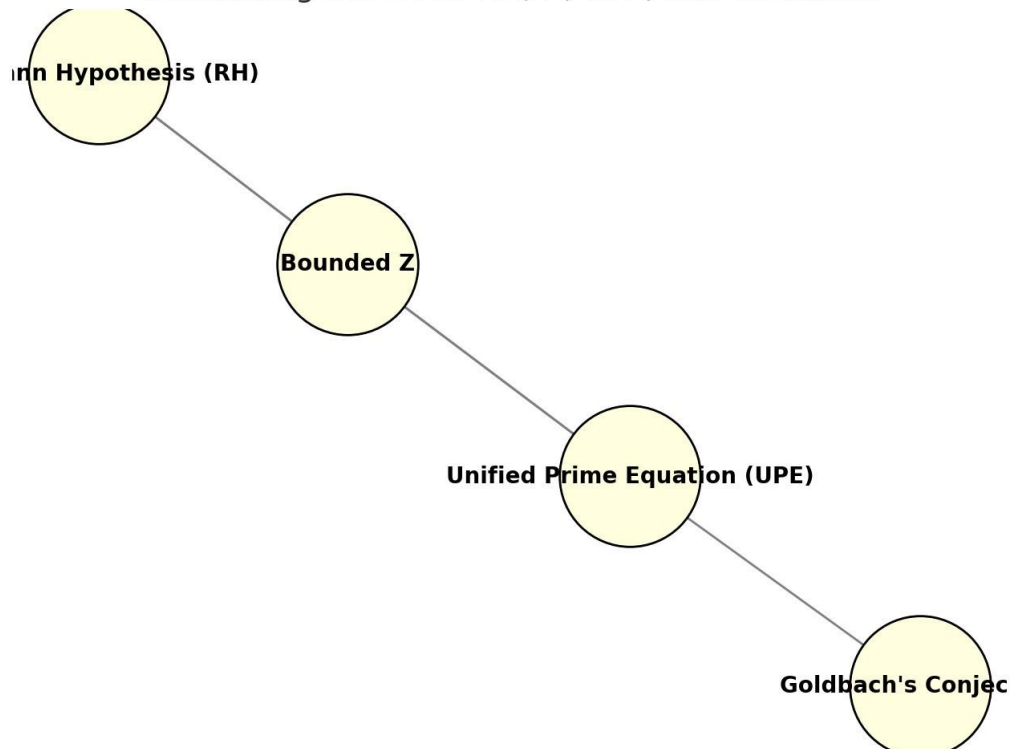 ann Hypothesis (RH)
Bounded Z
Unified Prime Equation (UPE)
Goldbach's Conjec